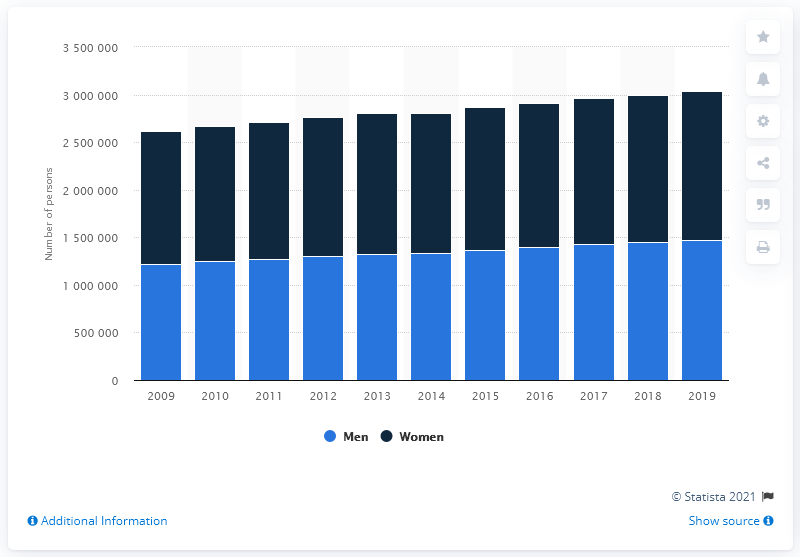 3 500 000
3 000 000
2 500 000
2 000 000
1 500 000
1 000 000
500 000
0
Number of persons
2009 2010 2011 2012 2013 2014 2015 2016 2017 2018 2019
Men Women
© Statista 2021
Additional Information Show source